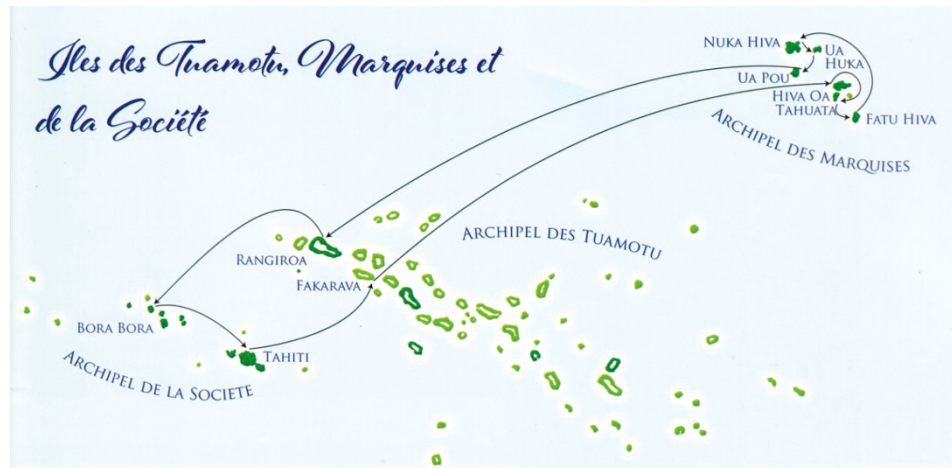 Iles des Tuamotu, Marquises et
de la Société
NUKA HIVA
UA
HUKA
UA POU
HIVA OA
TAHUATA
FATU HIVA
ARCHIPEL DES MARQUISES
ARCHIPEL DES TUAMOTU
RANGIROA
FAKARAVA
BORA BORA
TAHITI
ARCHIPEL DE LA SOCIETE